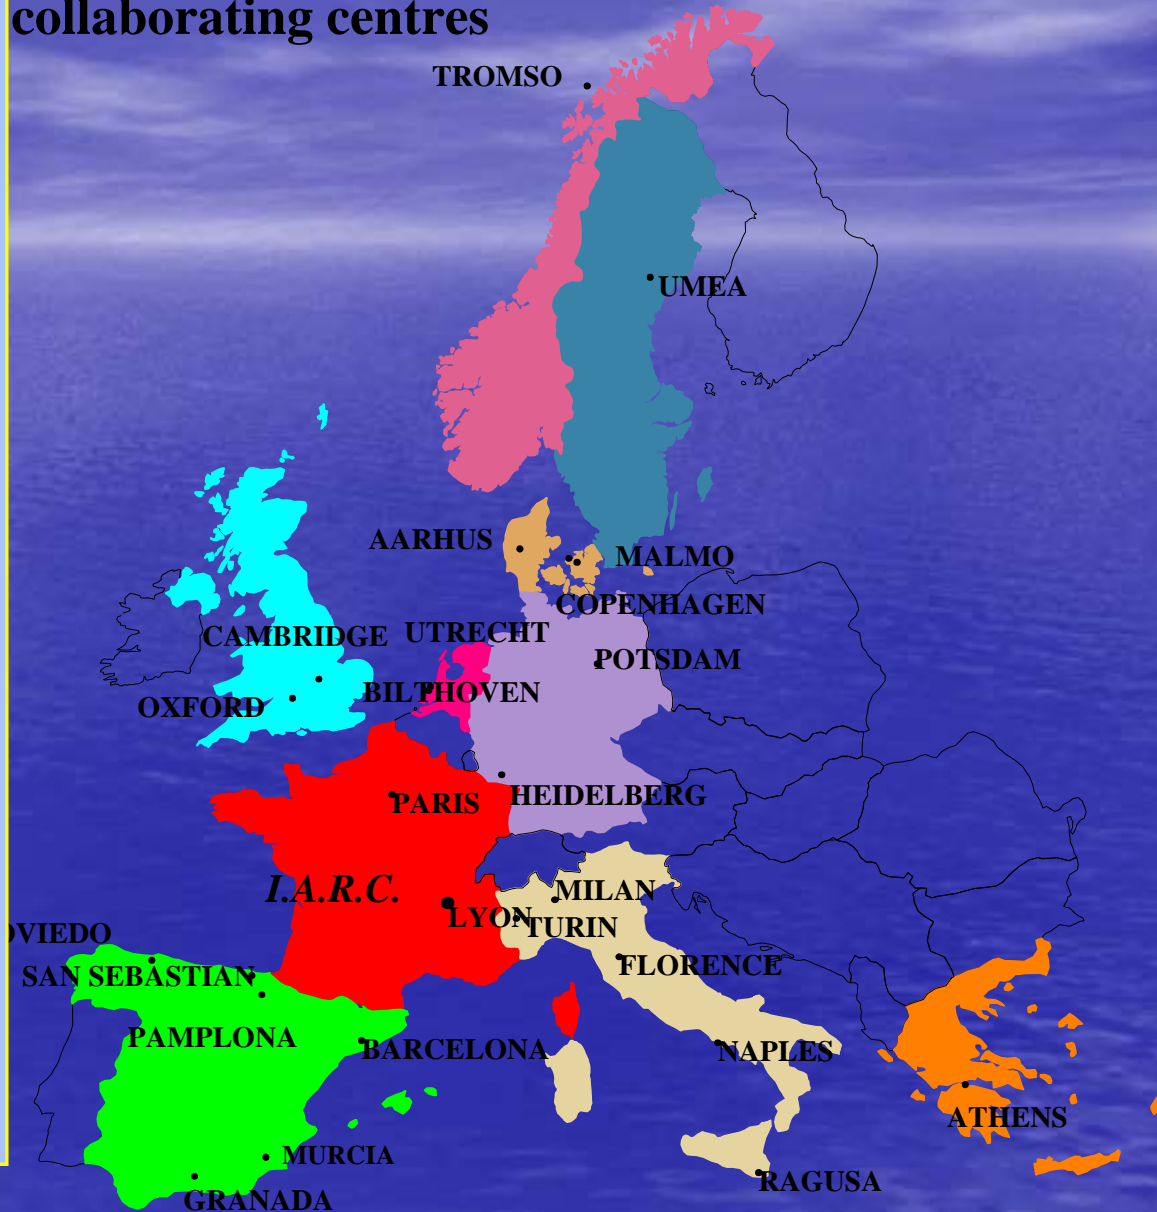 collaborating centres
TROMSO
UMEA
AARHUS
MALMO
COPENHAGEN
CAMBRIDGE
UTRECHT
POTSDAM
BILTHOVEN
OXFORD
PARIS
HEIDELBERG
I.A.R.C.
MILAN
LYON
TURIN
OVIEDO
FLORENCE
SAN SEBASTIAN
PAMPLONA
BARCELONA
NAPLES
ATHENS
MURCIA
RAGUSA
GRANADA